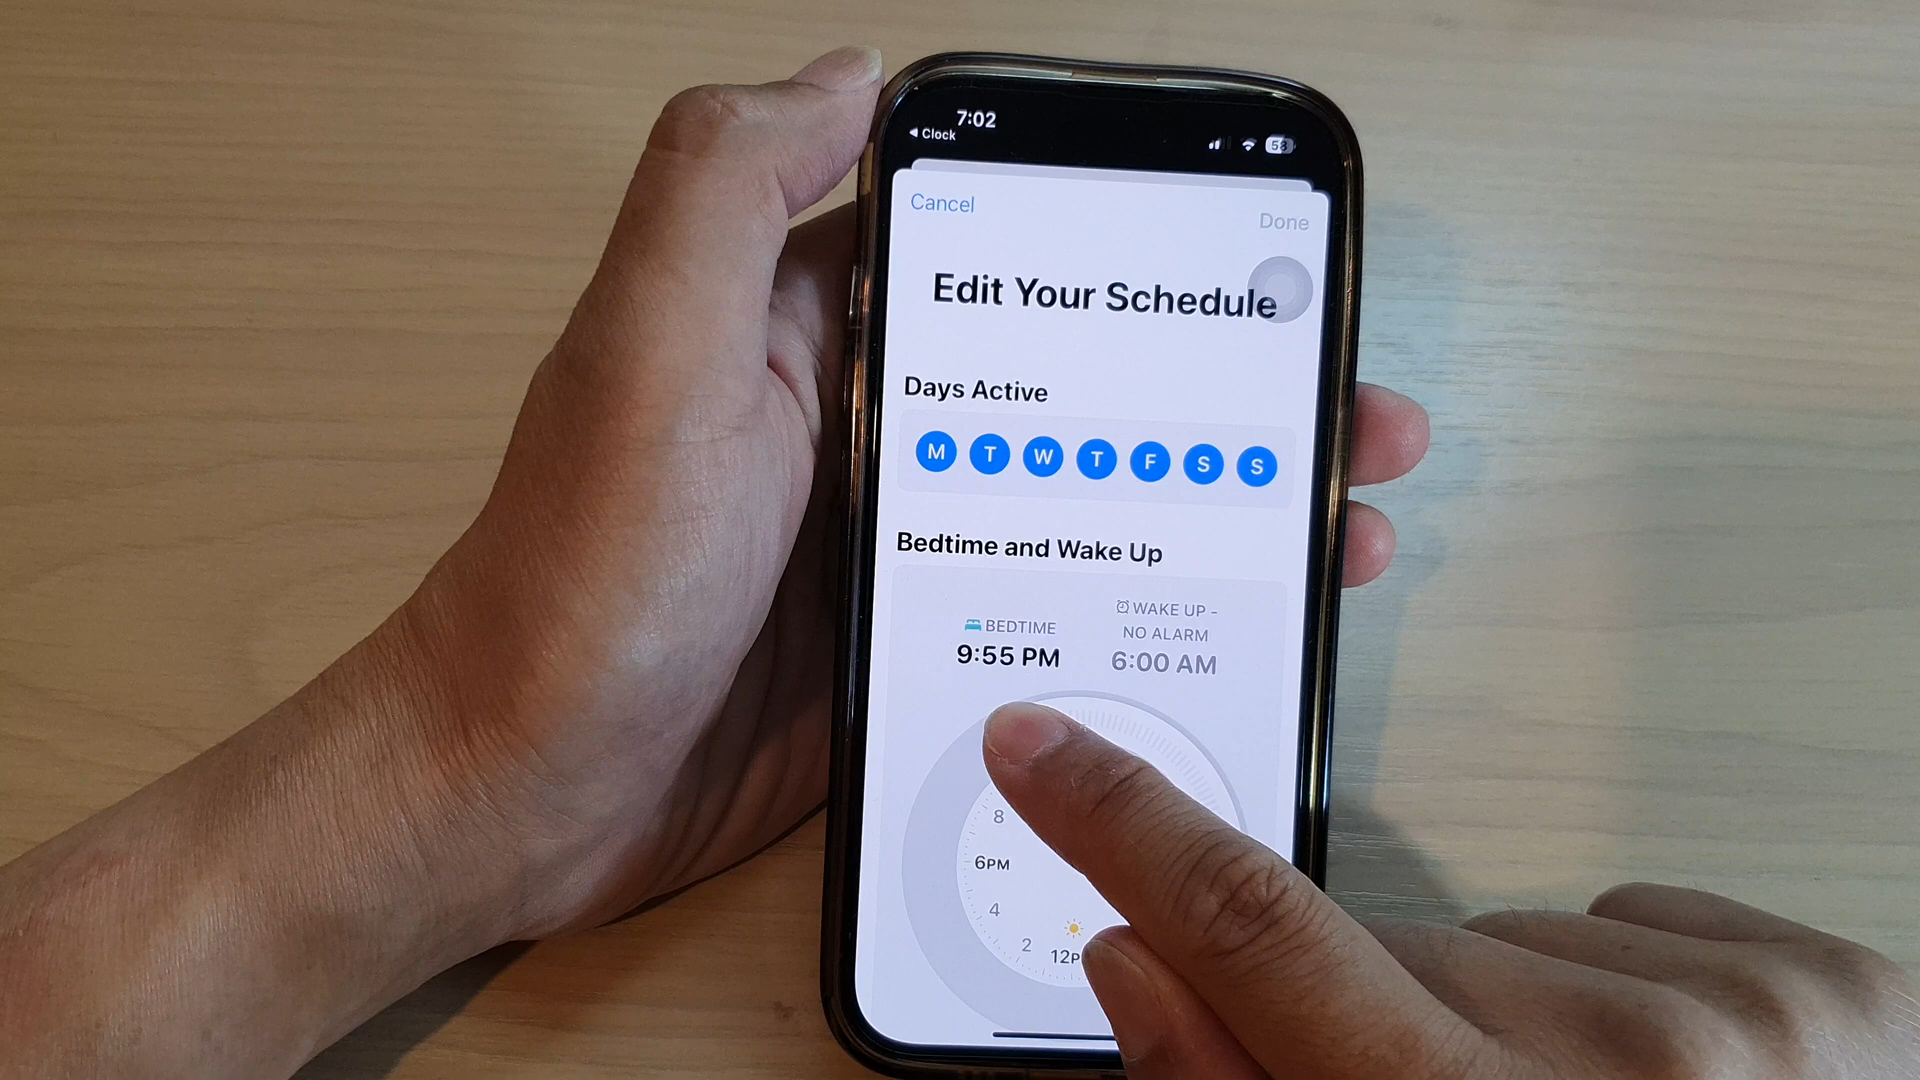 7:02
◀ Clock
58
Cancel
Done
Edit Your Schedule
Days Active
M T W T F S S
Bedtime and Wake Up
BEDTIME
9:55 PM
WAKE UP -
NO ALARM
6:00 AM
8
6PM
4
2
12P